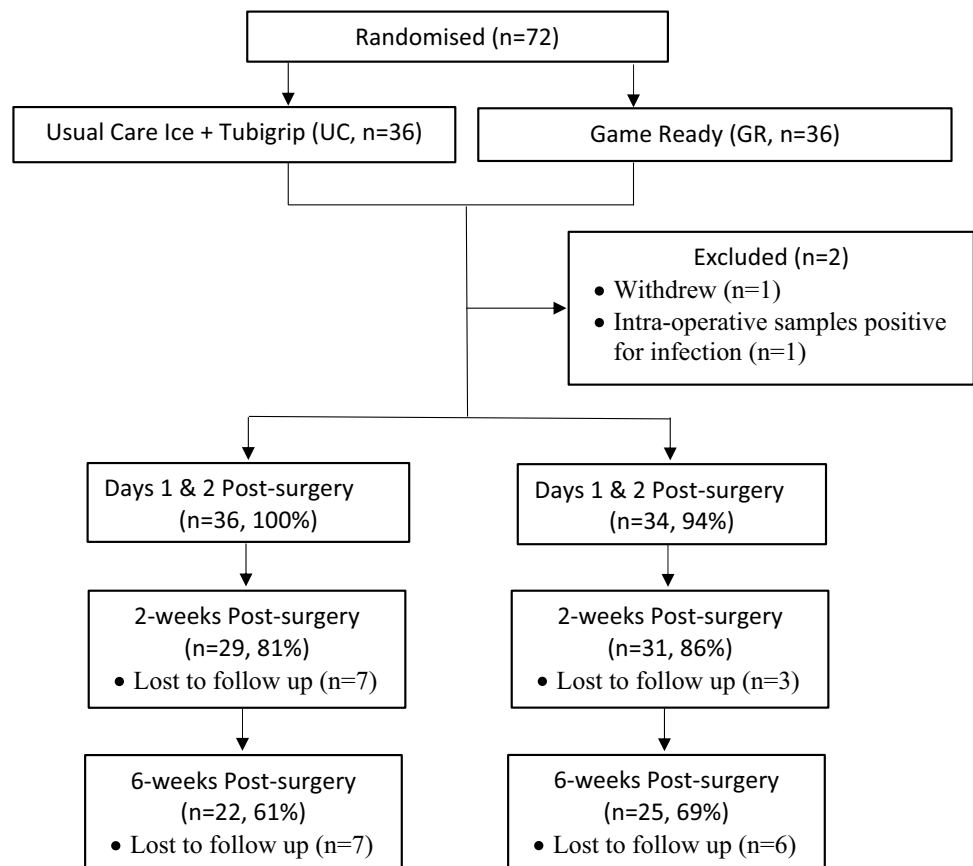 Randomised (n=72)
Usual Care Ice + Tubigrip (UC, n=36)
Game Ready (GR, n=36)
Excluded (n=2)
• Withdrew (n=1)
• Intra-operative samples positive
for infection (n=1)
Days 1 & 2 Post-surgery
(n=36, 100%)
Days 1 & 2 Post-surgery
(n=34, 94%)
2-weeks Post-surgery
(n=29, 81%)
• Lost to follow up (n=7)
2-weeks Post-surgery
(n=31, 86%)
• Lost to follow up (n=3)
6-weeks Post-surgery
(n=22, 61%)
• Lost to follow up (n=7)
6-weeks Post-surgery
(n=25, 69%)
• Lost to follow up (n=6)